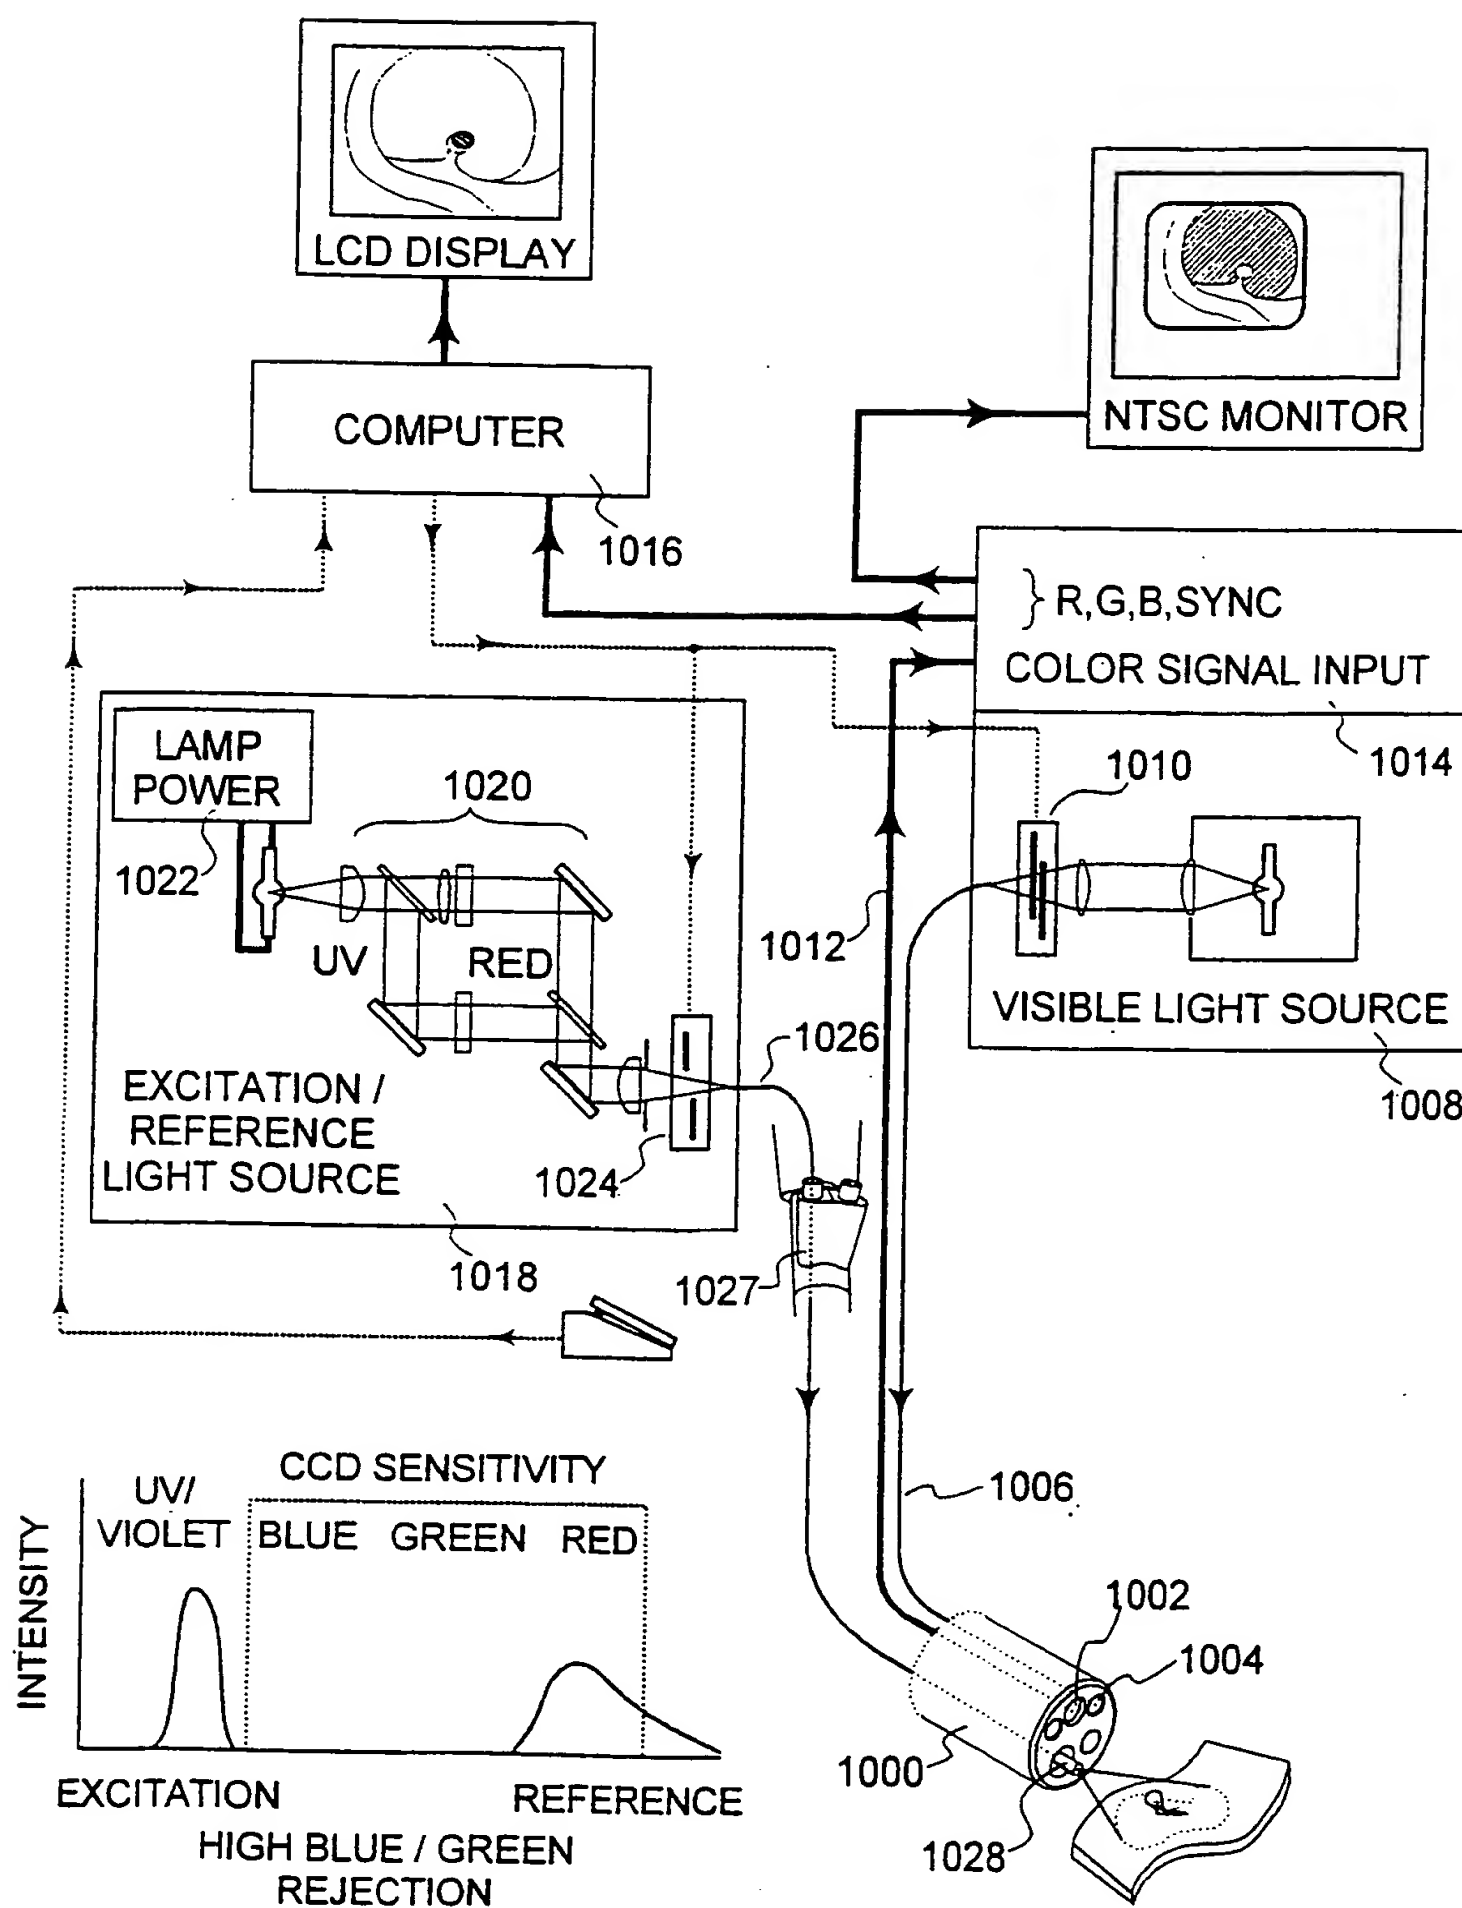 LCD DISPLAY
NTSC MONITOR
COMPUTER
1016
R,G,B,SYNC
COLOR SIGNAL INPUT
1014
LAMP
POWER
1022
1020
UV
RED
1010
1012
VISIBLE LIGHT SOURCE
1008
1026
EXCITATION /
REFERENCE
LIGHT SOURCE
1024
1018
1027
CCD SENSITIVITY
UV/
VIOLET
BLUE
GREEN
RED
INTENSITY
EXCITATION
REFERENCE
HIGH BLUE / GREEN
REJECTION
1006
1002
1004
1000
1028